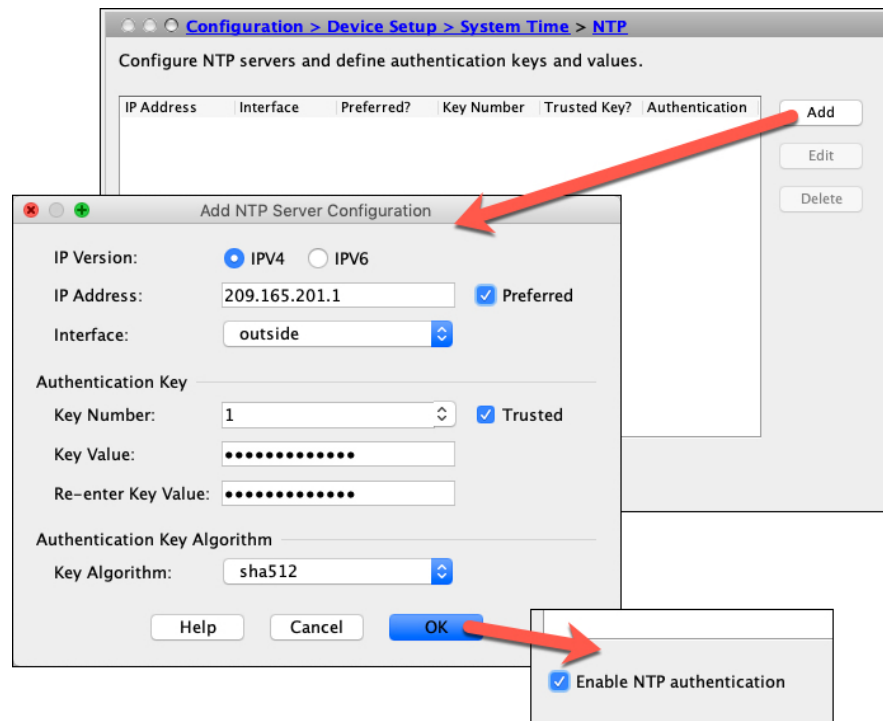 Configuration > Device Setup > System Time > NTP
Configure NTP servers and define authentication keys and values.
IP Address Interface Preferred? Key Number Trusted Key? Authentication
Add
Edit
Delete
Add NTP Server Configuration
IP Version: IPV4 IPV6
IP Address: 209.165.201.1 Preferred
Interface: outside
Authentication Key
Key Number: 1 Trusted
Key Value: •••••••••••••
Re-enter Key Value: •••••••••••••
Authentication Key Algorithm
Key Algorithm: sha512
Help Cancel OK
Enable NTP authentication